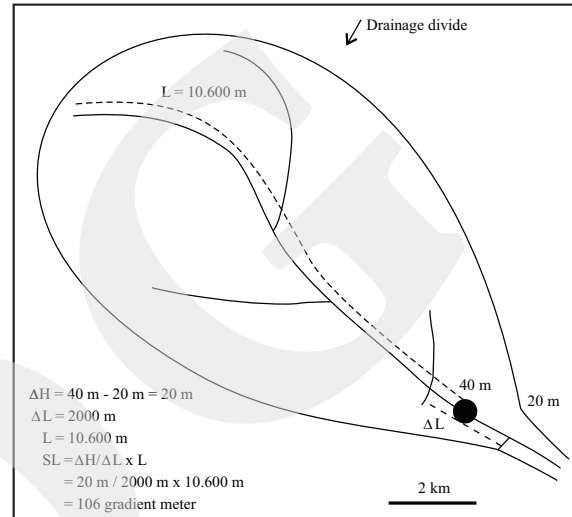 Drainage divide
L = 10.600 m
40 m
20 m
ΔL
ΔH = 40 m - 20 m = 20 m
ΔL = 2000 m
L = 10.600 m
SL = ΔH/ΔL x L
= 20 m / 2000 m x 10.600 m
= 106 gradient meter
2 km